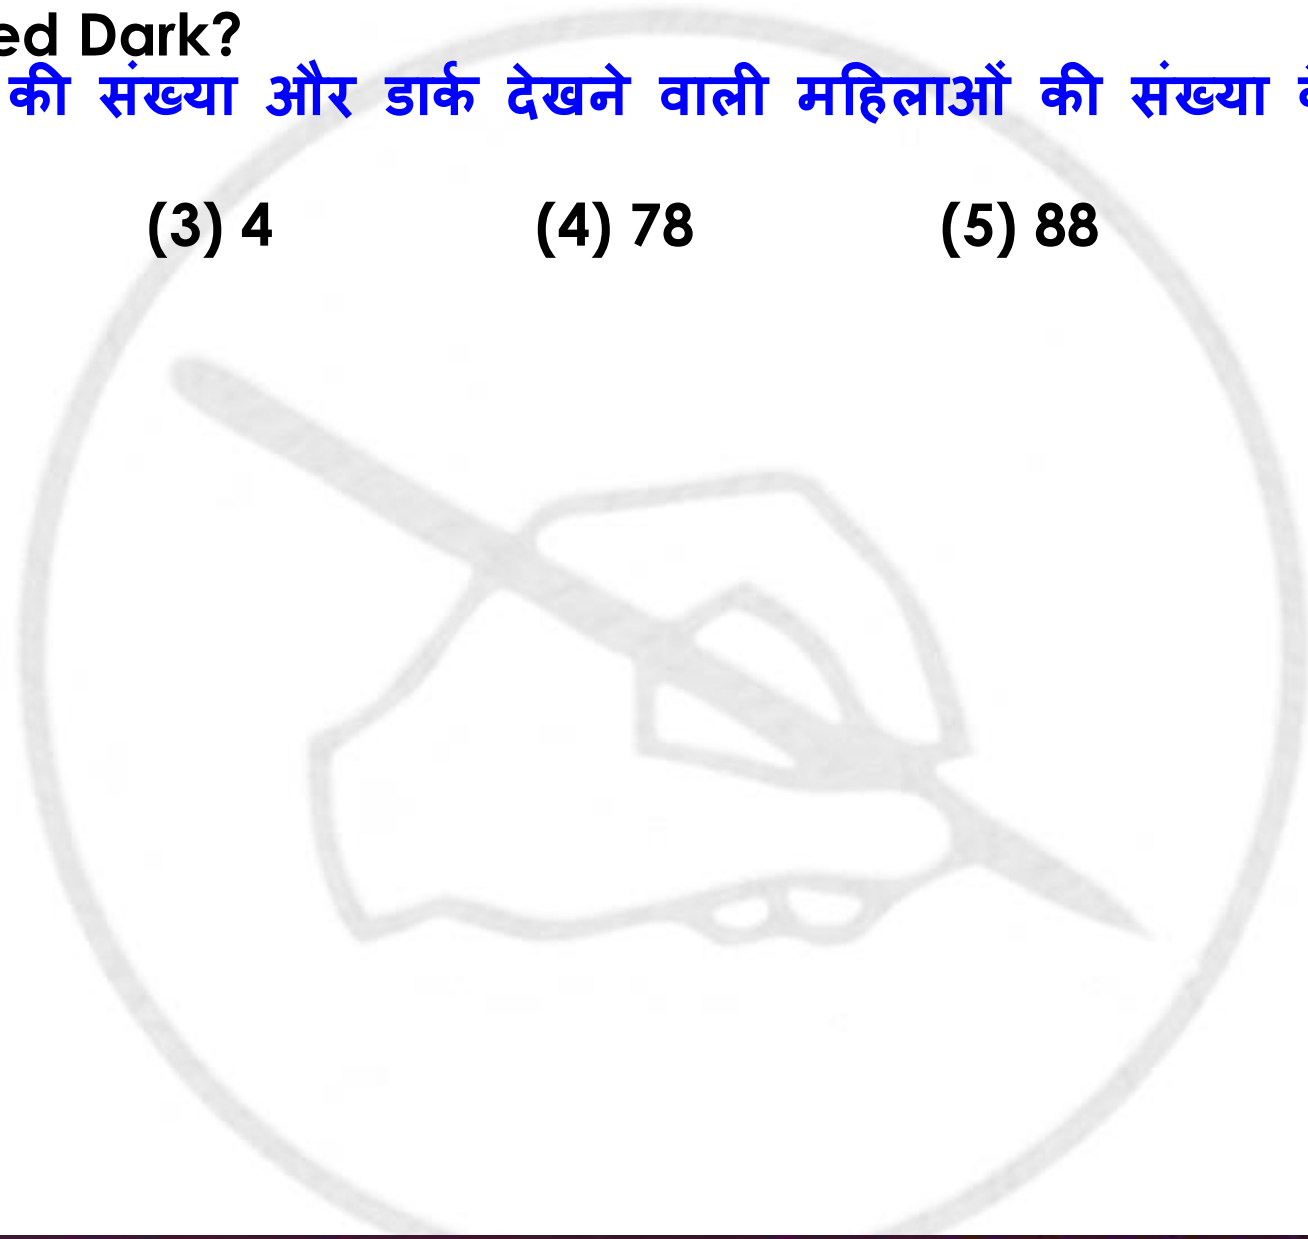 ed Dark?
की संख्या और डार्क देखने वाली महिलाओं की संख्या
(3) 4 (4) 78 (5) 88